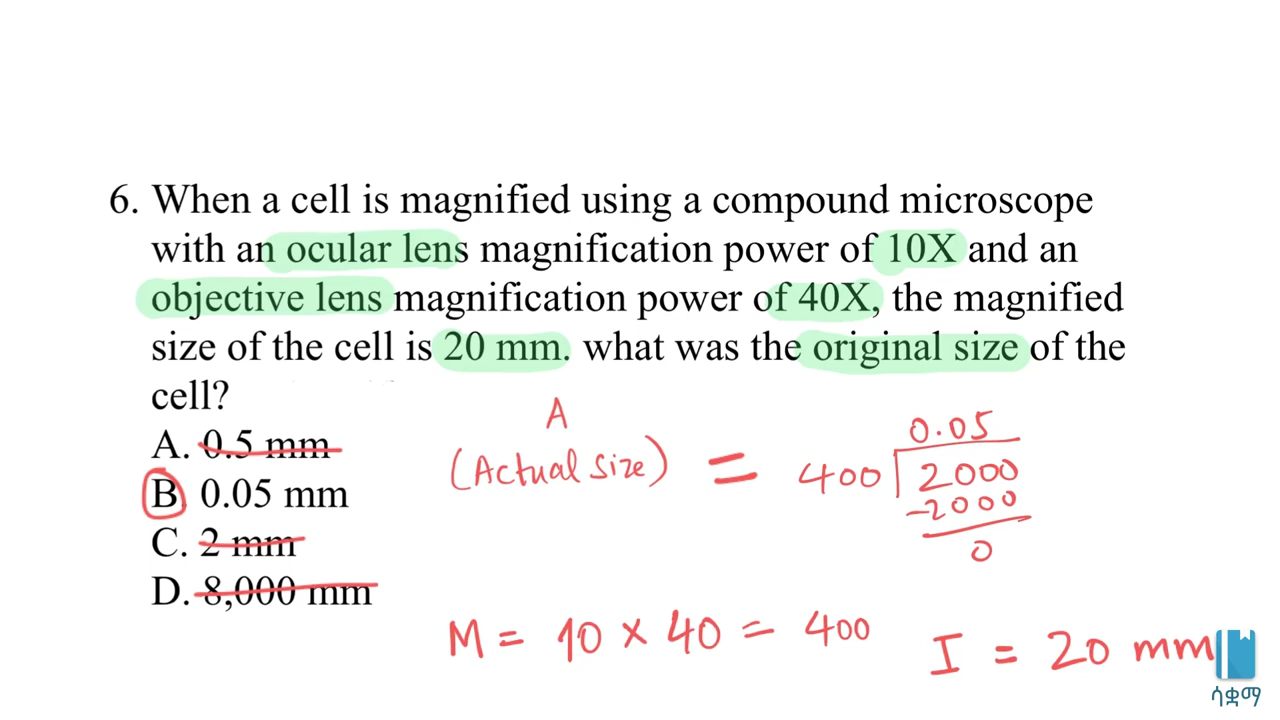 6. When a cell is magnified using a compound microscope
with an ocular lens magnification power of 10X and an
objective lens magnification power of 40X, the magnified
size of the cell is 20 mm. what was the original size of the
cell?
A. 0.5 mm
B. 0.05 mm
C. 2 mm
D. 8,000 mm
A
(Actual size) = 400
0.05
2000
-2000
0
M = 10 × 40 = 400
I = 20 mm
ሳቋማ